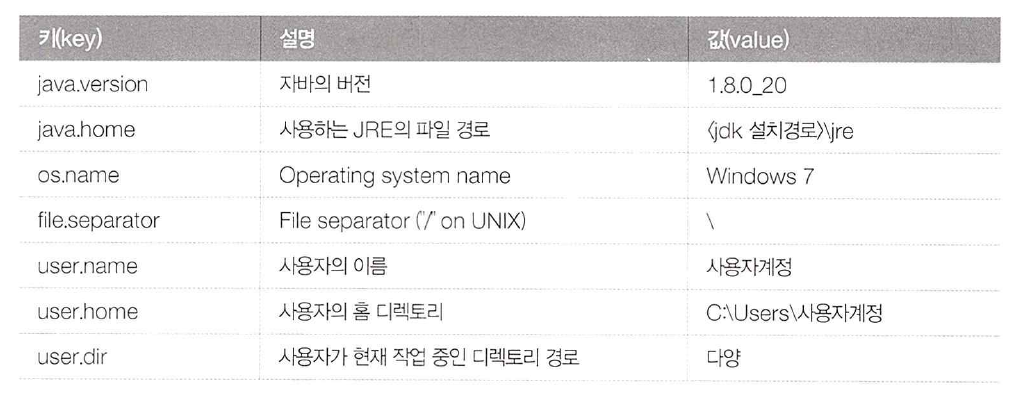 키(key) 설명 값(value)
java.version 자바의 버전 1.8.0_20
java.home 사용하는 JRE의 파일 경로 〈jdk 설치경로〉\jre
os.name Operating system name Windows 7
file.separator File separator ("/" on UNIX) \
user.name 사용자의 이름 사용자계정
user.home 사용자의 홈 디렉토리 C:\Users\사용자계정
user.dir 사용자가 현재 작업 중인 디렉토리 경로 다양